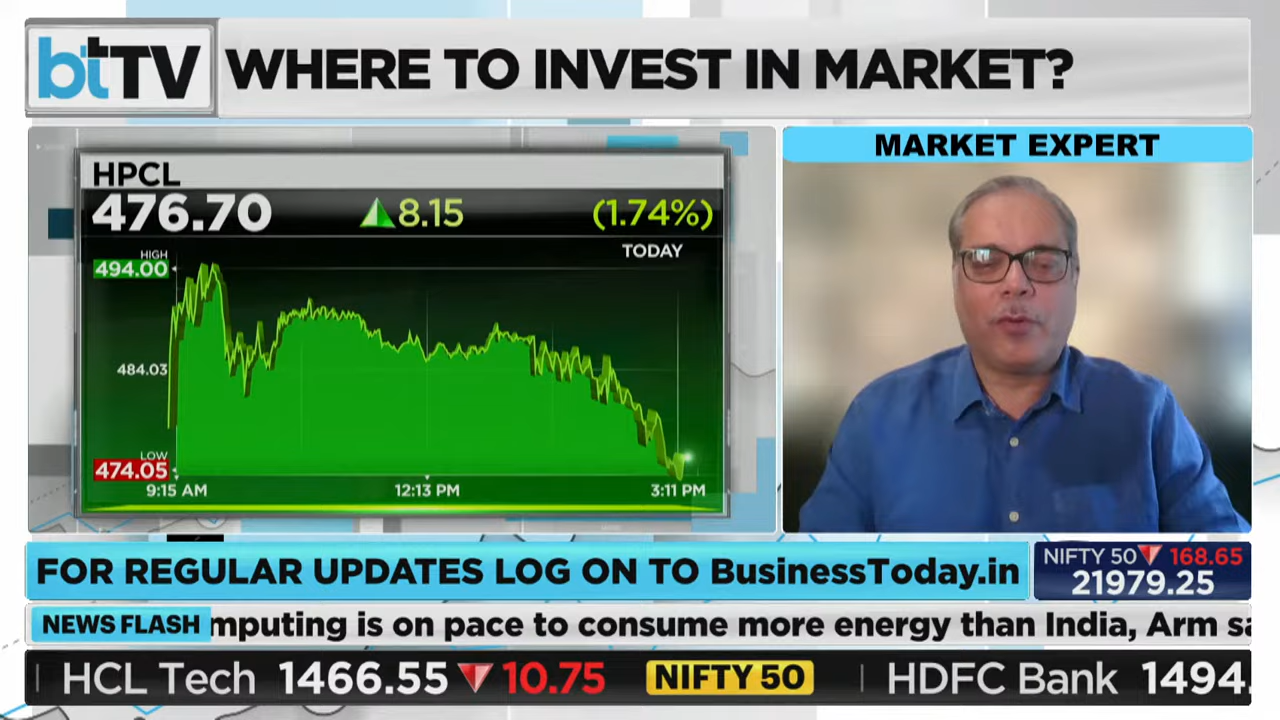 btTV
WHERE TO INVEST IN MARKET?
HPCL
476.70 8.15 (1.74%)
TODAY
HIGH
494.00
484.03
LOW
474.05
9:15 AM 12:13 PM 3:11 PM
MARKET EXPERT
FOR REGULAR UPDATES LOG ON TO BusinessToday.in
NIFTY 50 168.65
21979.25
NEWS FLASH mputing is on pace to consume more energy than India, Arm sa
HCL Tech 1466.55 10.75 NIFTY 50 HDFC Bank 1494.